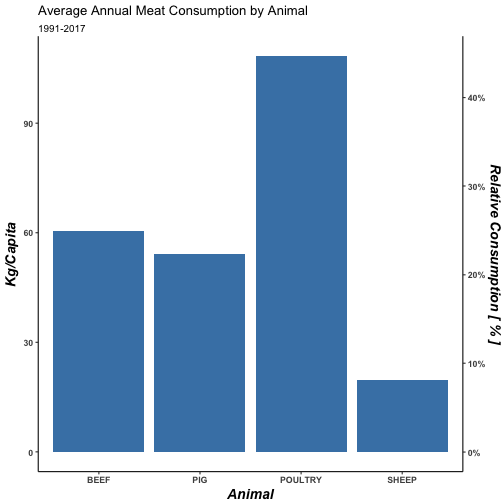 Average Annual Meat Consumption by Animal
1991-2017
Kg/Capita
90
60
30
0
40%
30%
20%
10%
0%
Relative Consumption [ % ]
BEEF PIG POULTRY SHEEP
Animal